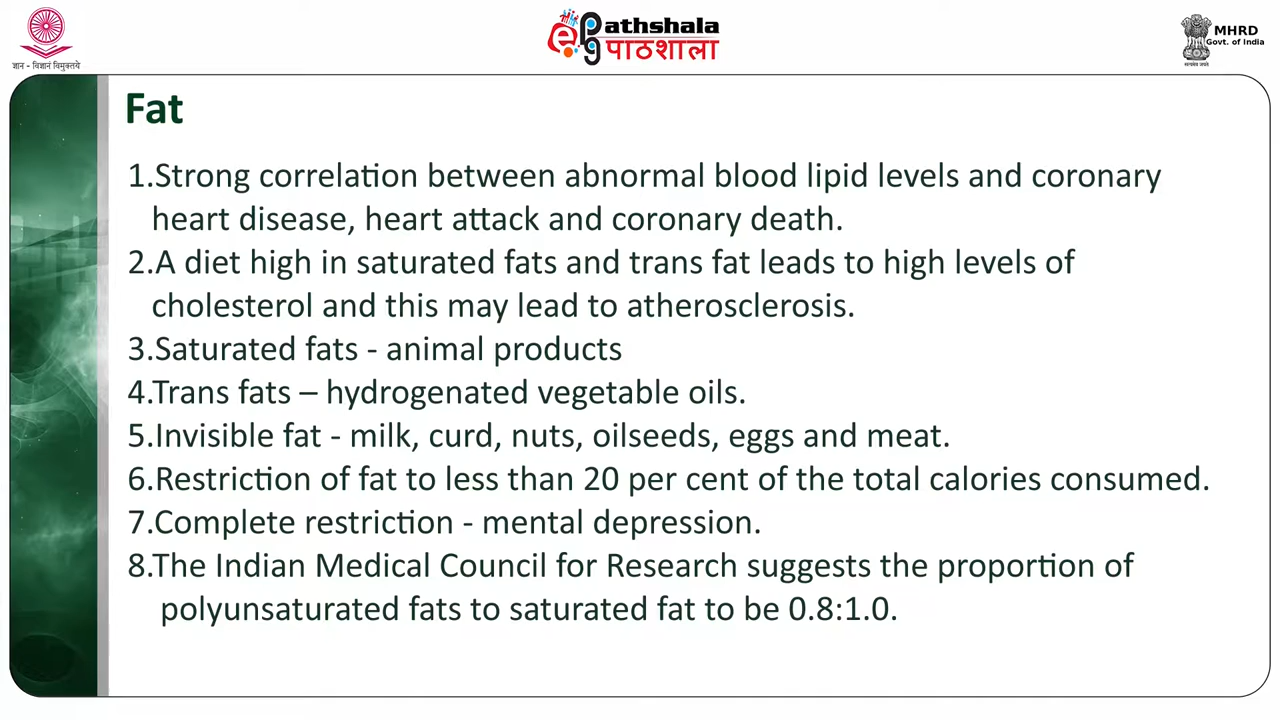 ज्ञान - विज्ञानं विमुक्तये
ePathshala
पाठशाला
MHRD
Govt. of India
सत्यमेव जयते
Fat
1.Strong correlation between abnormal blood lipid levels and coronary
heart disease, heart attack and coronary death.
2.A diet high in saturated fats and trans fat leads to high levels of
cholesterol and this may lead to atherosclerosis.
3.Saturated fats - animal products
4.Trans fats – hydrogenated vegetable oils.
5.Invisible fat - milk, curd, nuts, oilseeds, eggs and meat.
6.Restriction of fat to less than 20 per cent of the total calories consumed.
7.Complete restriction - mental depression.
8.The Indian Medical Council for Research suggests the proportion of
polyunsaturated fats to saturated fat to be 0.8:1.0.